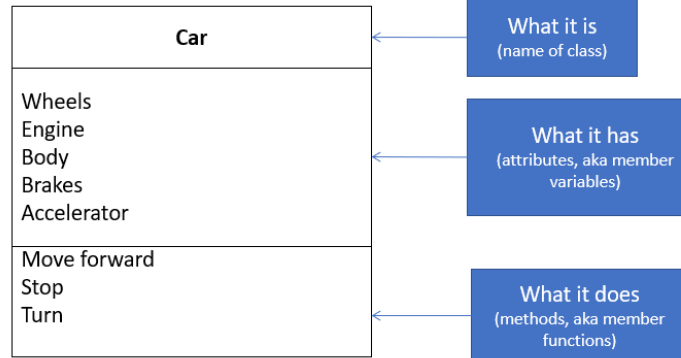 Car
What it is
(name of class)
Wheels
Engine
Body
Brakes
Accelerator
What it has
(attributes, aka member
variables)
Move forward
Stop
Turn
What it does
(methods, aka member
functions)